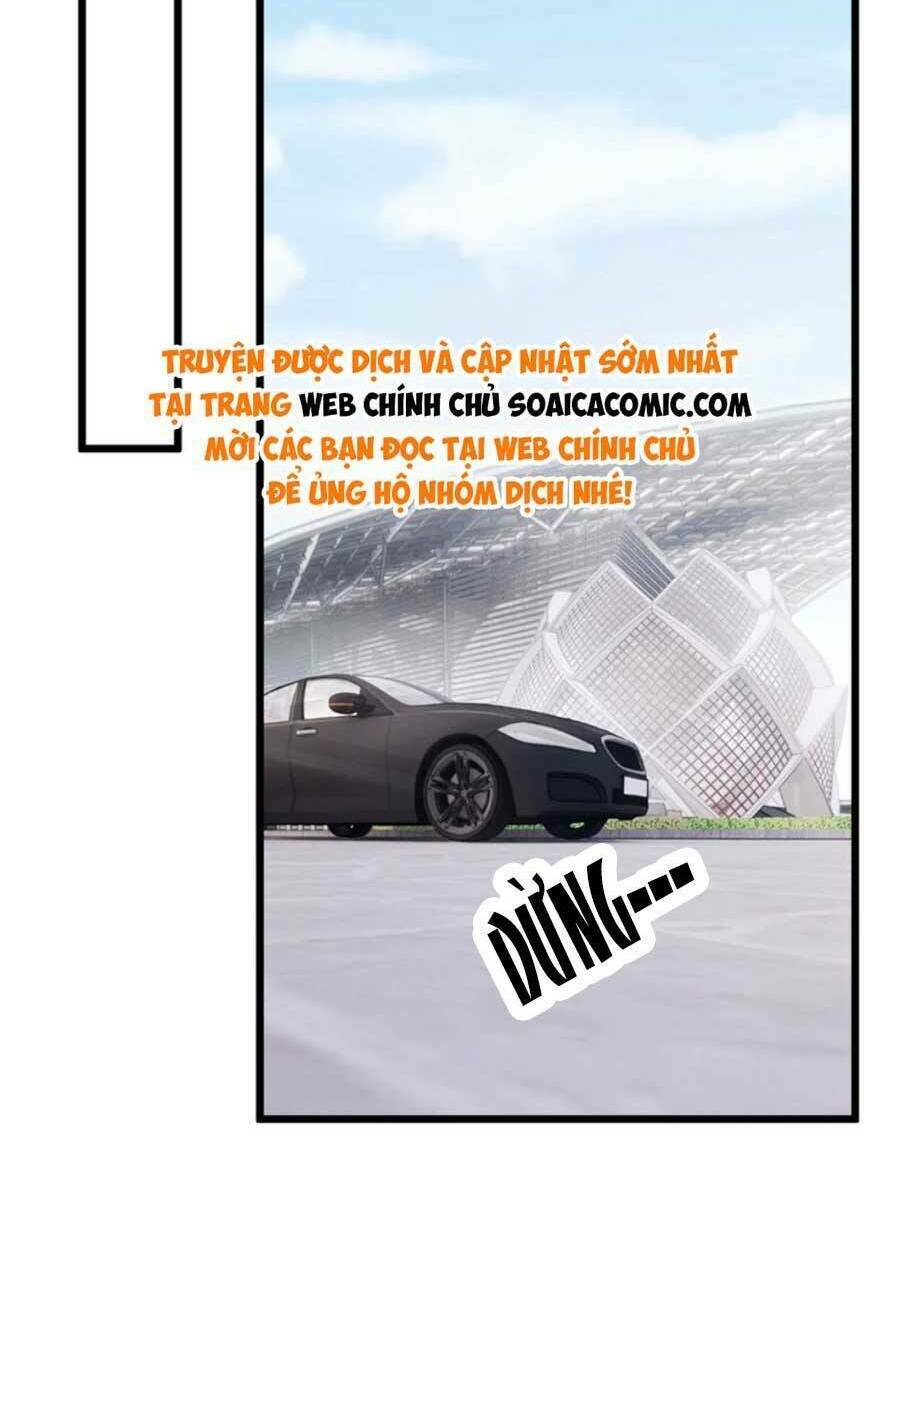 TRUYỆN ĐƯỢC DỊCH VÀ CẬP NHẬT SỚM NHẤT
TẠI TRANG WEB CHÍNH CHỦ SOAICACOMIC.COM
MỜI CÁC BẠN ĐỌC TẠI WEB CHÍNH CHỦ
ĐỂ ỦNG HỘ NHÓM DỊCH NHÉ!
DỪNG---